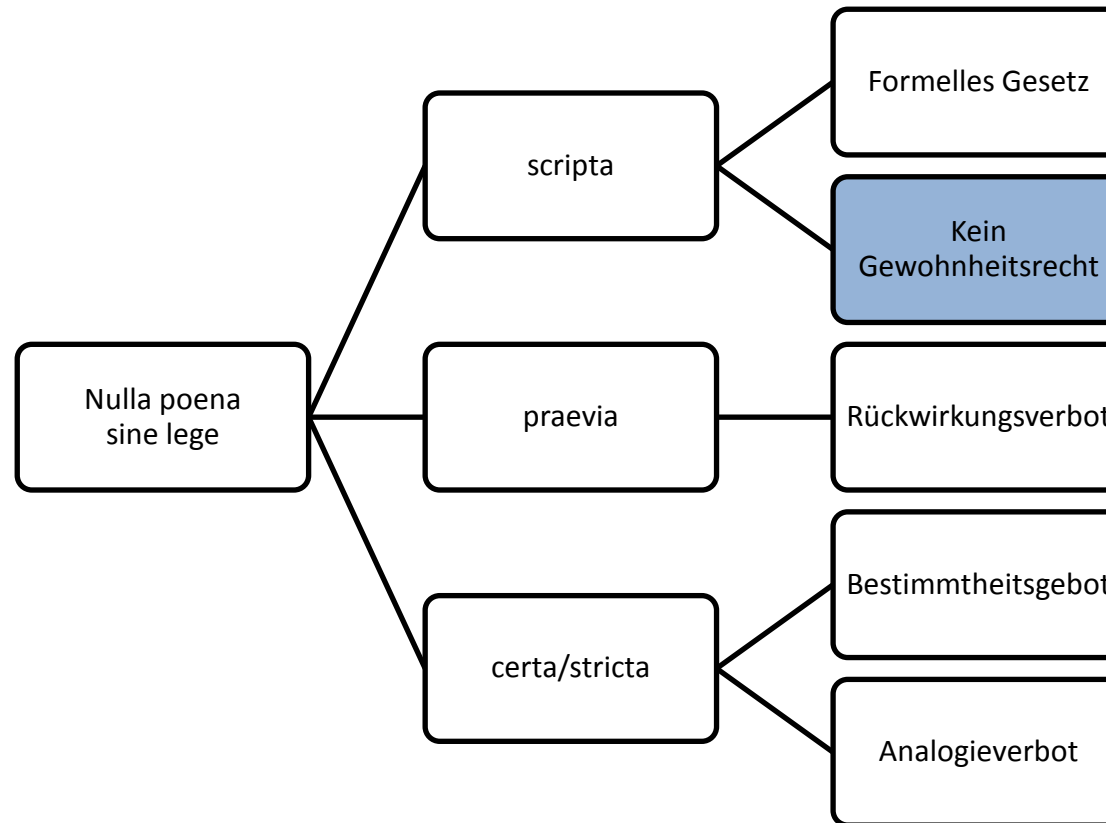 Nulla poena
sine lege
scripta
Formelles Gesetz
Kein
Gewohnheitsrecht
praevia
Rückwirkungsverbot
certa/stricta
Bestimmtheitsgebot
Analogieverbot